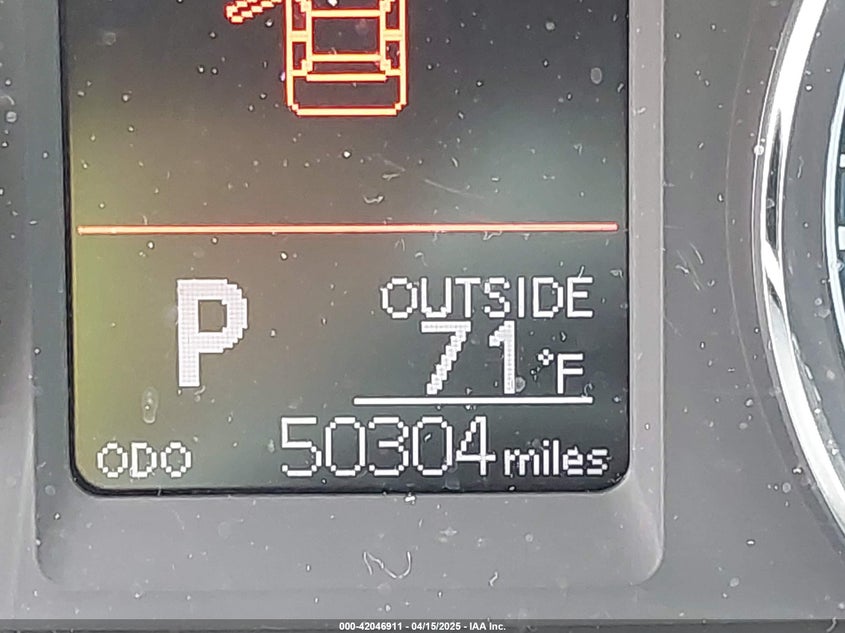 P
OUTSIDE
71°F
ODO 50304 miles
000-42046911 - 04/15/2025 - IAA Inc.